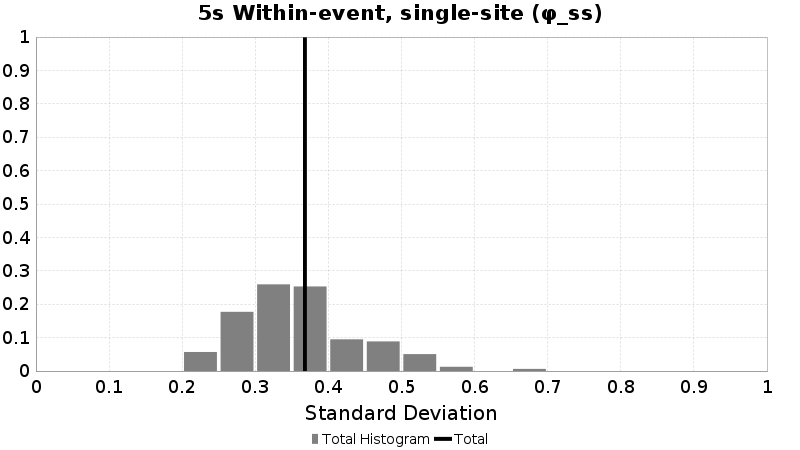 5s Within-event, single-site (φ_ss)
1
0.9
0.8
0.7
0.6
0.5
0.4
0.3
0.2
0.1
0
0 0.1 0.2 0.3 0.4 0.5 0.6 0.7 0.8 0.9 1
Standard Deviation
Total Histogram Total